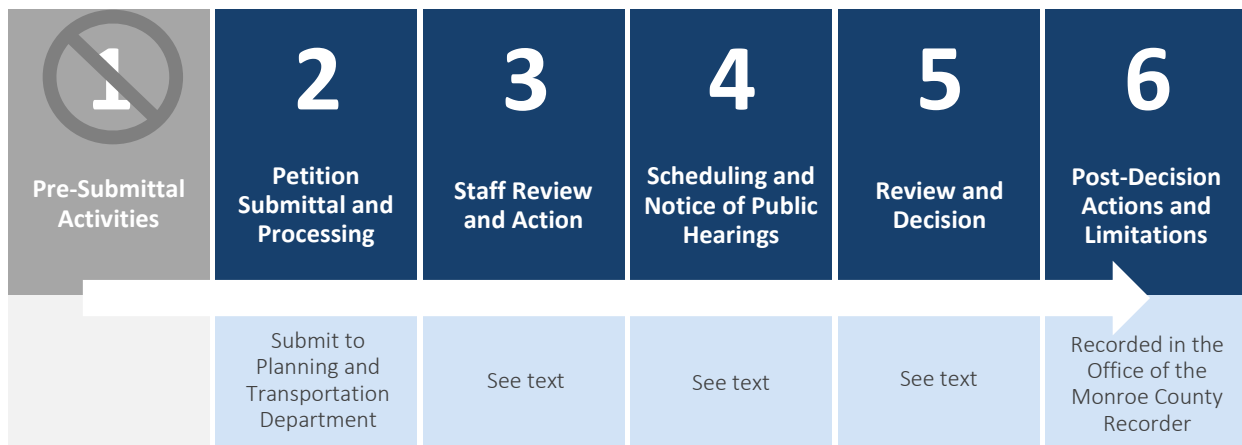 1
Pre-Submittal
Activities
2
Petition
Submittal and
Processing
Submit to
Planning and
Transportation
Department
3
Staff Review
and Action
See text
4
Scheduling and
Notice of Public
Hearings
See text
5
Review and
Decision
See text
6
Post-Decision
Actions and
Limitations
Recorded in the
Office of the
Monroe County
Recorder